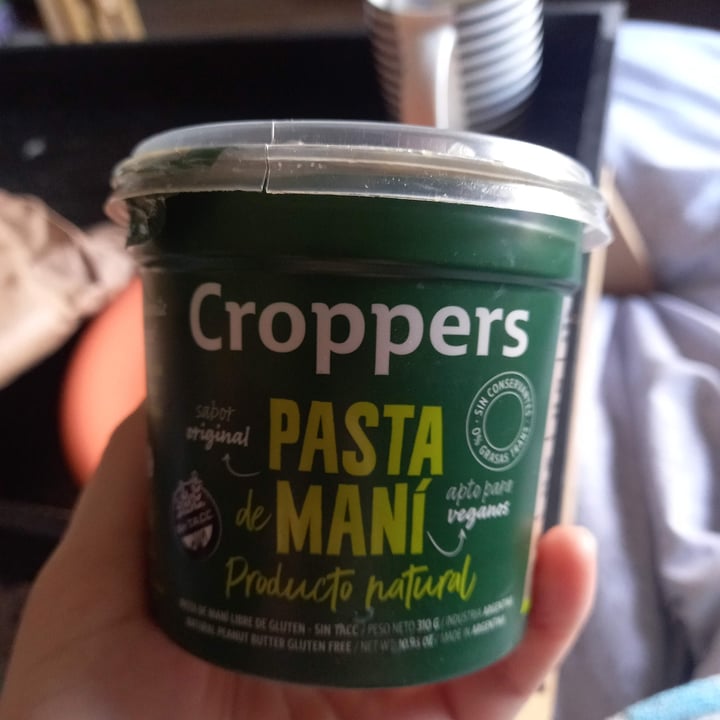 Croppers
sabor
original
PASTA
de MANÍ
Producto natural
apto para
veganos
SIN CONSERVANTES
0% GRASAS TRANS
SIN TACC
PASTA DE MANÍ LIBRE DE GLUTEN - SIN TACC / PESO NETO 310 G / INDUSTRIA ARGENTINA
NATURAL PEANUT BUTTER GLUTEN FREE / NET WT. 10.93 OZ / MADE IN ARGENTINA